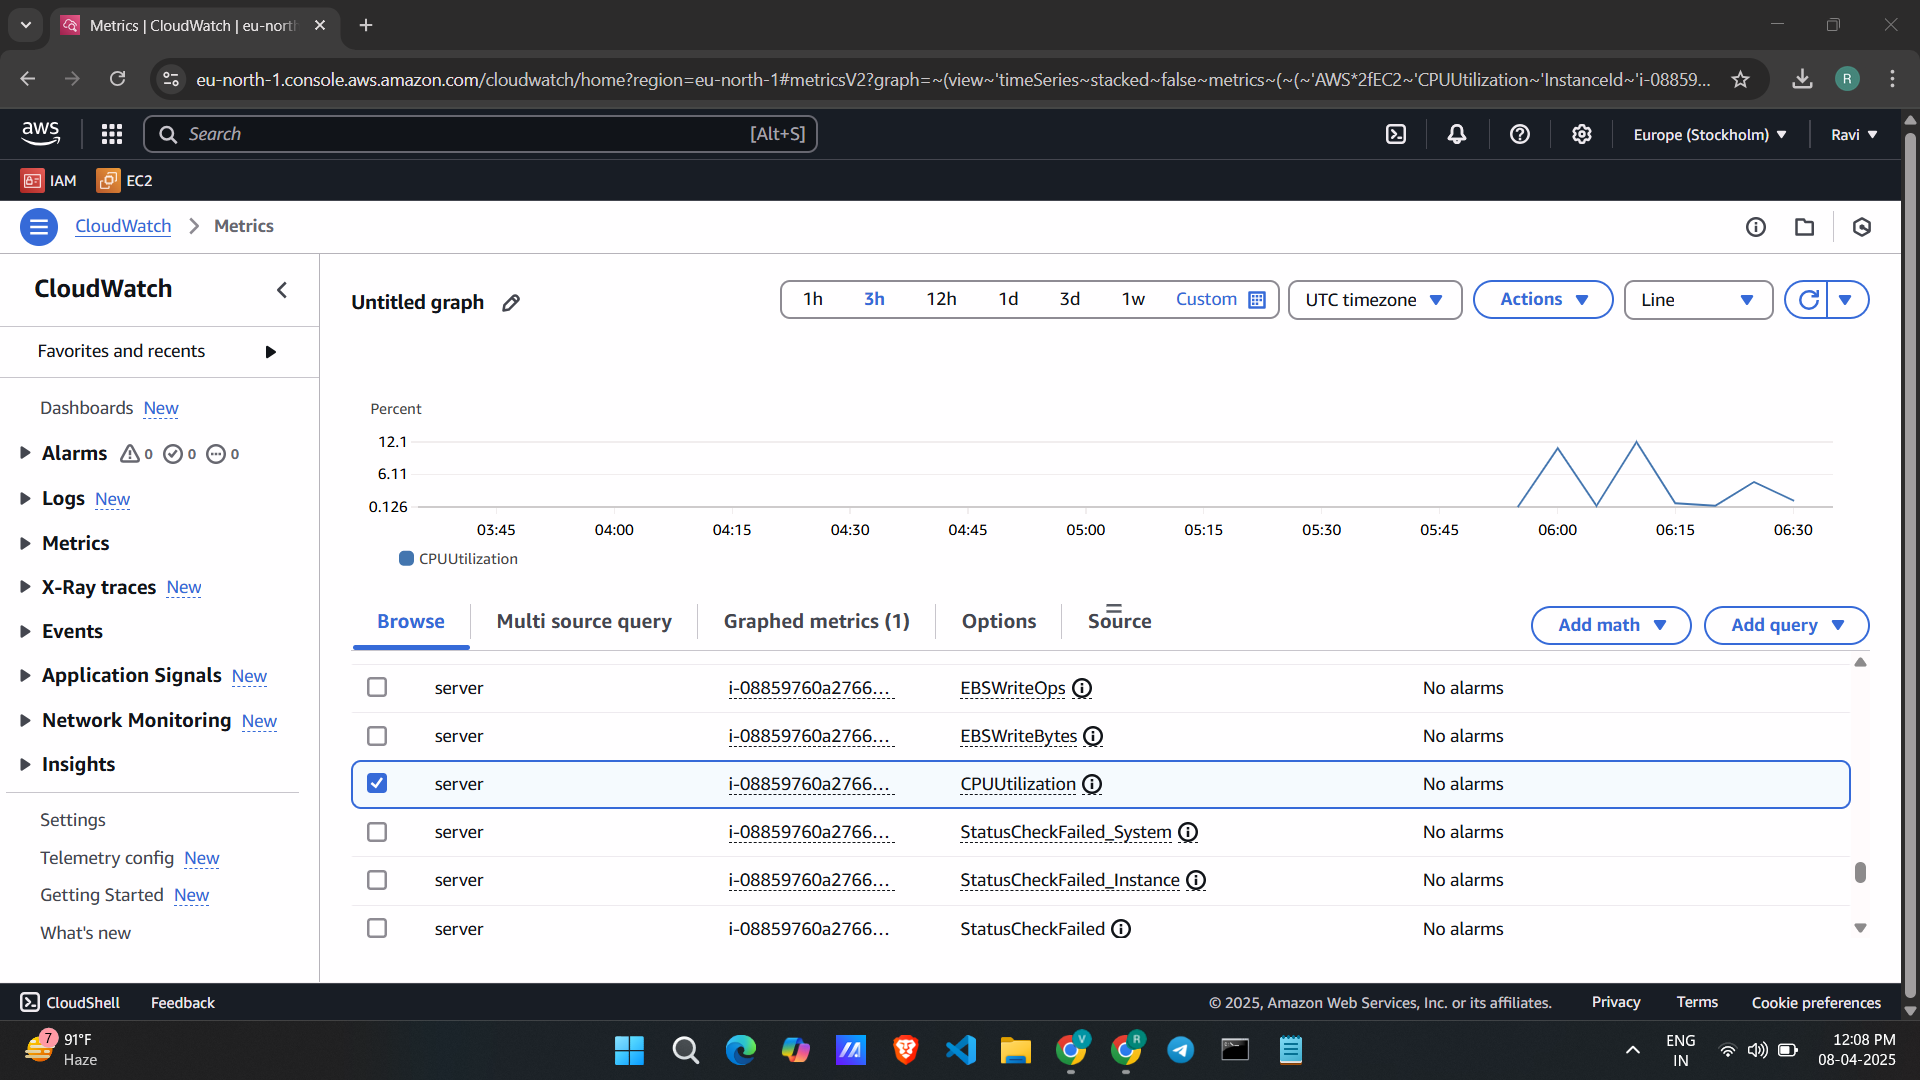 Metrics | CloudWatch | eu-north
eu-north-1.console.aws.amazon.com/cloudwatch/home?region=eu-north-1#metricsV2?graph=~(view~'timeSeries~stacked~false~metrics~(~(~'AWS*2fEC2~'CPUUtilization~'InstanceId~'i-08859...
R
aws
Search [Alt+S]
Europe (Stockholm)
Ravi
IAM
EC2
CloudWatch
Metrics
CloudWatch
Favorites and recents
Dashboards New
Alarms 0 0 0
Logs New
Metrics
X-Ray traces New
Events
Application Signals New
Network Monitoring New
Insights
Settings
Telemetry config New
Getting Started New
What's new
Untitled graph
1h 3h 12h 1d 3d 1w Custom
UTC timezone
Actions
Line
Percent
12.1
6.11
0.126
03:45 04:00 04:15 04:30 04:45 05:00 05:15 05:30 05:45 06:00 06:15 06:30
CPUUtilization
Browse
Multi source query
Graphed metrics (1)
Options
Source
Add math
Add query
server i-08859760a2766... EBSWriteOps No alarms
server i-08859760a2766... EBSWriteBytes No alarms
server i-08859760a2766... CPUUtilization No alarms
server i-08859760a2766... StatusCheckFailed_System No alarms
server i-08859760a2766... StatusCheckFailed_Instance No alarms
server i-08859760a2766... StatusCheckFailed No alarms
CloudShell
Feedback
© 2025, Amazon Web Services, Inc. or its affiliates.
Privacy
Terms
Cookie preferences
7
91°F
Haze
V
R
ENG
IN
12:08 PM
08-04-2025